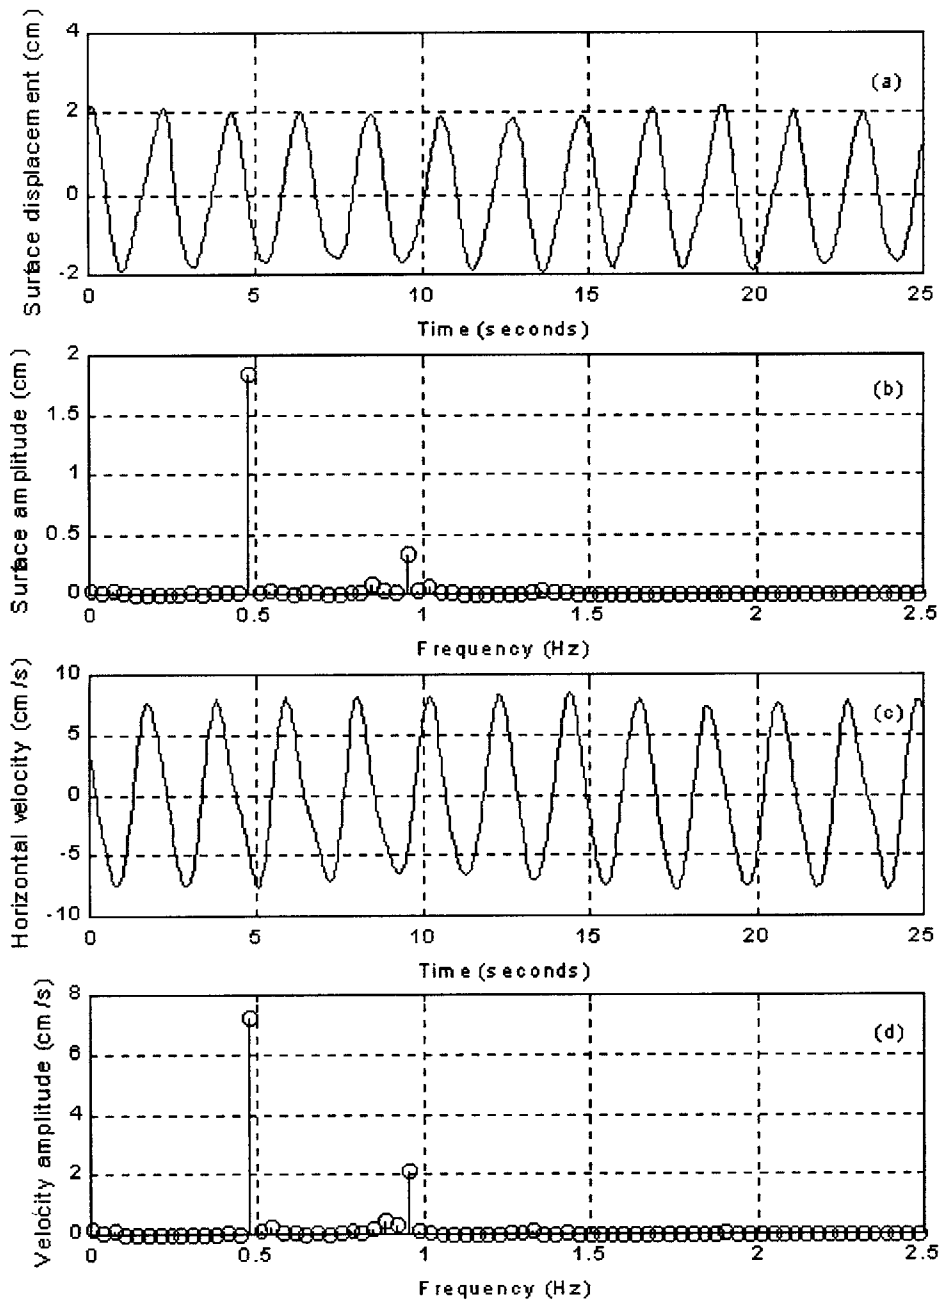 Surface displacement (cm)
4
2
0
-2
(a)
0 5 10 15 20 25
Time (seconds)
Surface amplitude (cm)
2
1.5
1
0.5
0
(b)
0 0.5 1 1.5 2 2.5
Frequency (Hz)
Horizontal velocity (cm/s)
10
5
0
-5
-10
(c)
0 5 10 15 20 25
Time (seconds)
Velocity amplitude (cm/s)
8
6
4
2
0
(d)
0 0.5 1 1.5 2 2.5
Frequency (Hz)